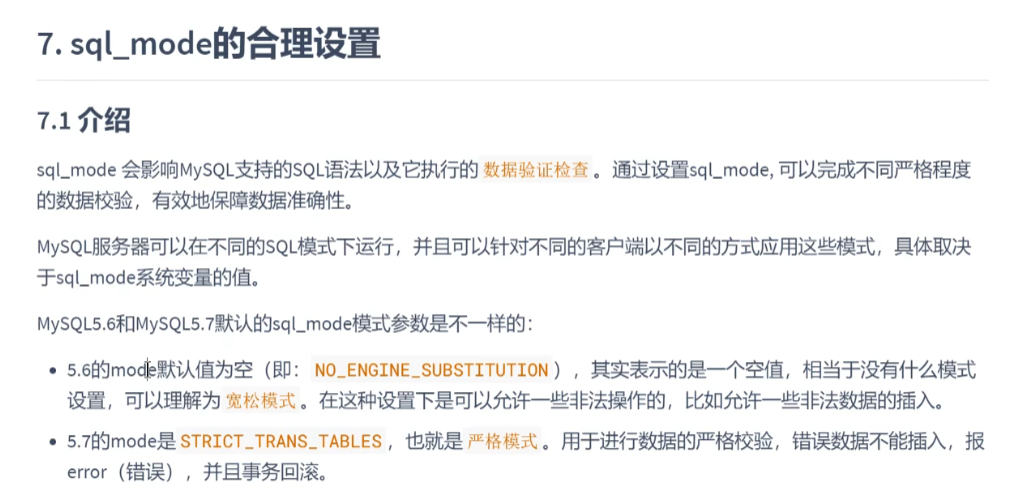 7. sql_mode的合理设置
7.1 介绍
sql_mode 会影响MySQL支持的SQL语法以及它执行的 数据验证检查 。通过设置sql_mode, 可以完成不同严格程度
的数据校验，有效地保障数据准确性。
MySQL服务器可以在不同的SQL模式下运行，并且可以针对不同的客户端以不同的方式应用这些模式，具体取决
于sql_mode系统变量的值。
MySQL5.6和MySQL5.7默认的sql_mode模式参数是不一样的：
• 5.6的mode默认值为空（即： NO_ENGINE_SUBSTITUTION ），其实表示的是一个空值，相当于没有什么模式
设置，可以理解为 宽松模式 。在这种设置下是可以允许一些非法操作的，比如允许一些非法数据的插入。
• 5.7的mode是 STRICT_TRANS_TABLES ，也就是 严格模式 。用于进行数据的严格校验，错误数据不能插入，报
error（错误），并且事务回滚。